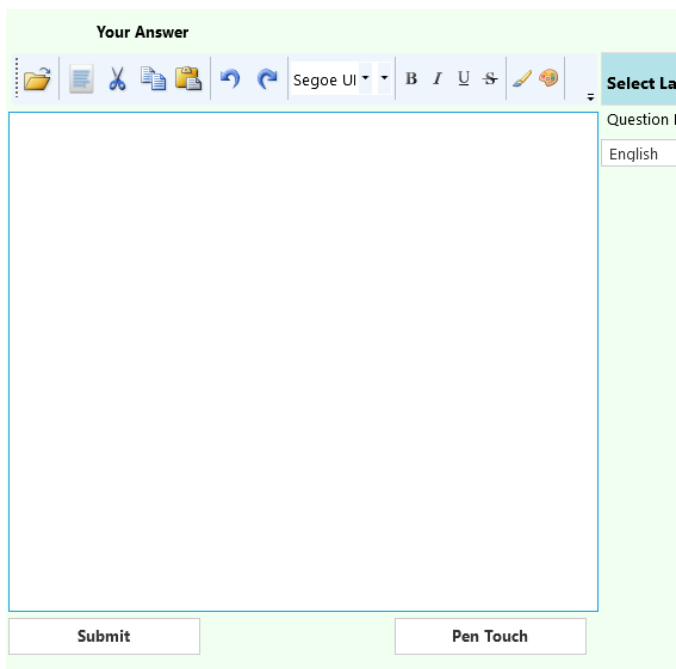 Your Answer
Segoe UI B I U S
Select La
Question
English
Submit
Pen Touch